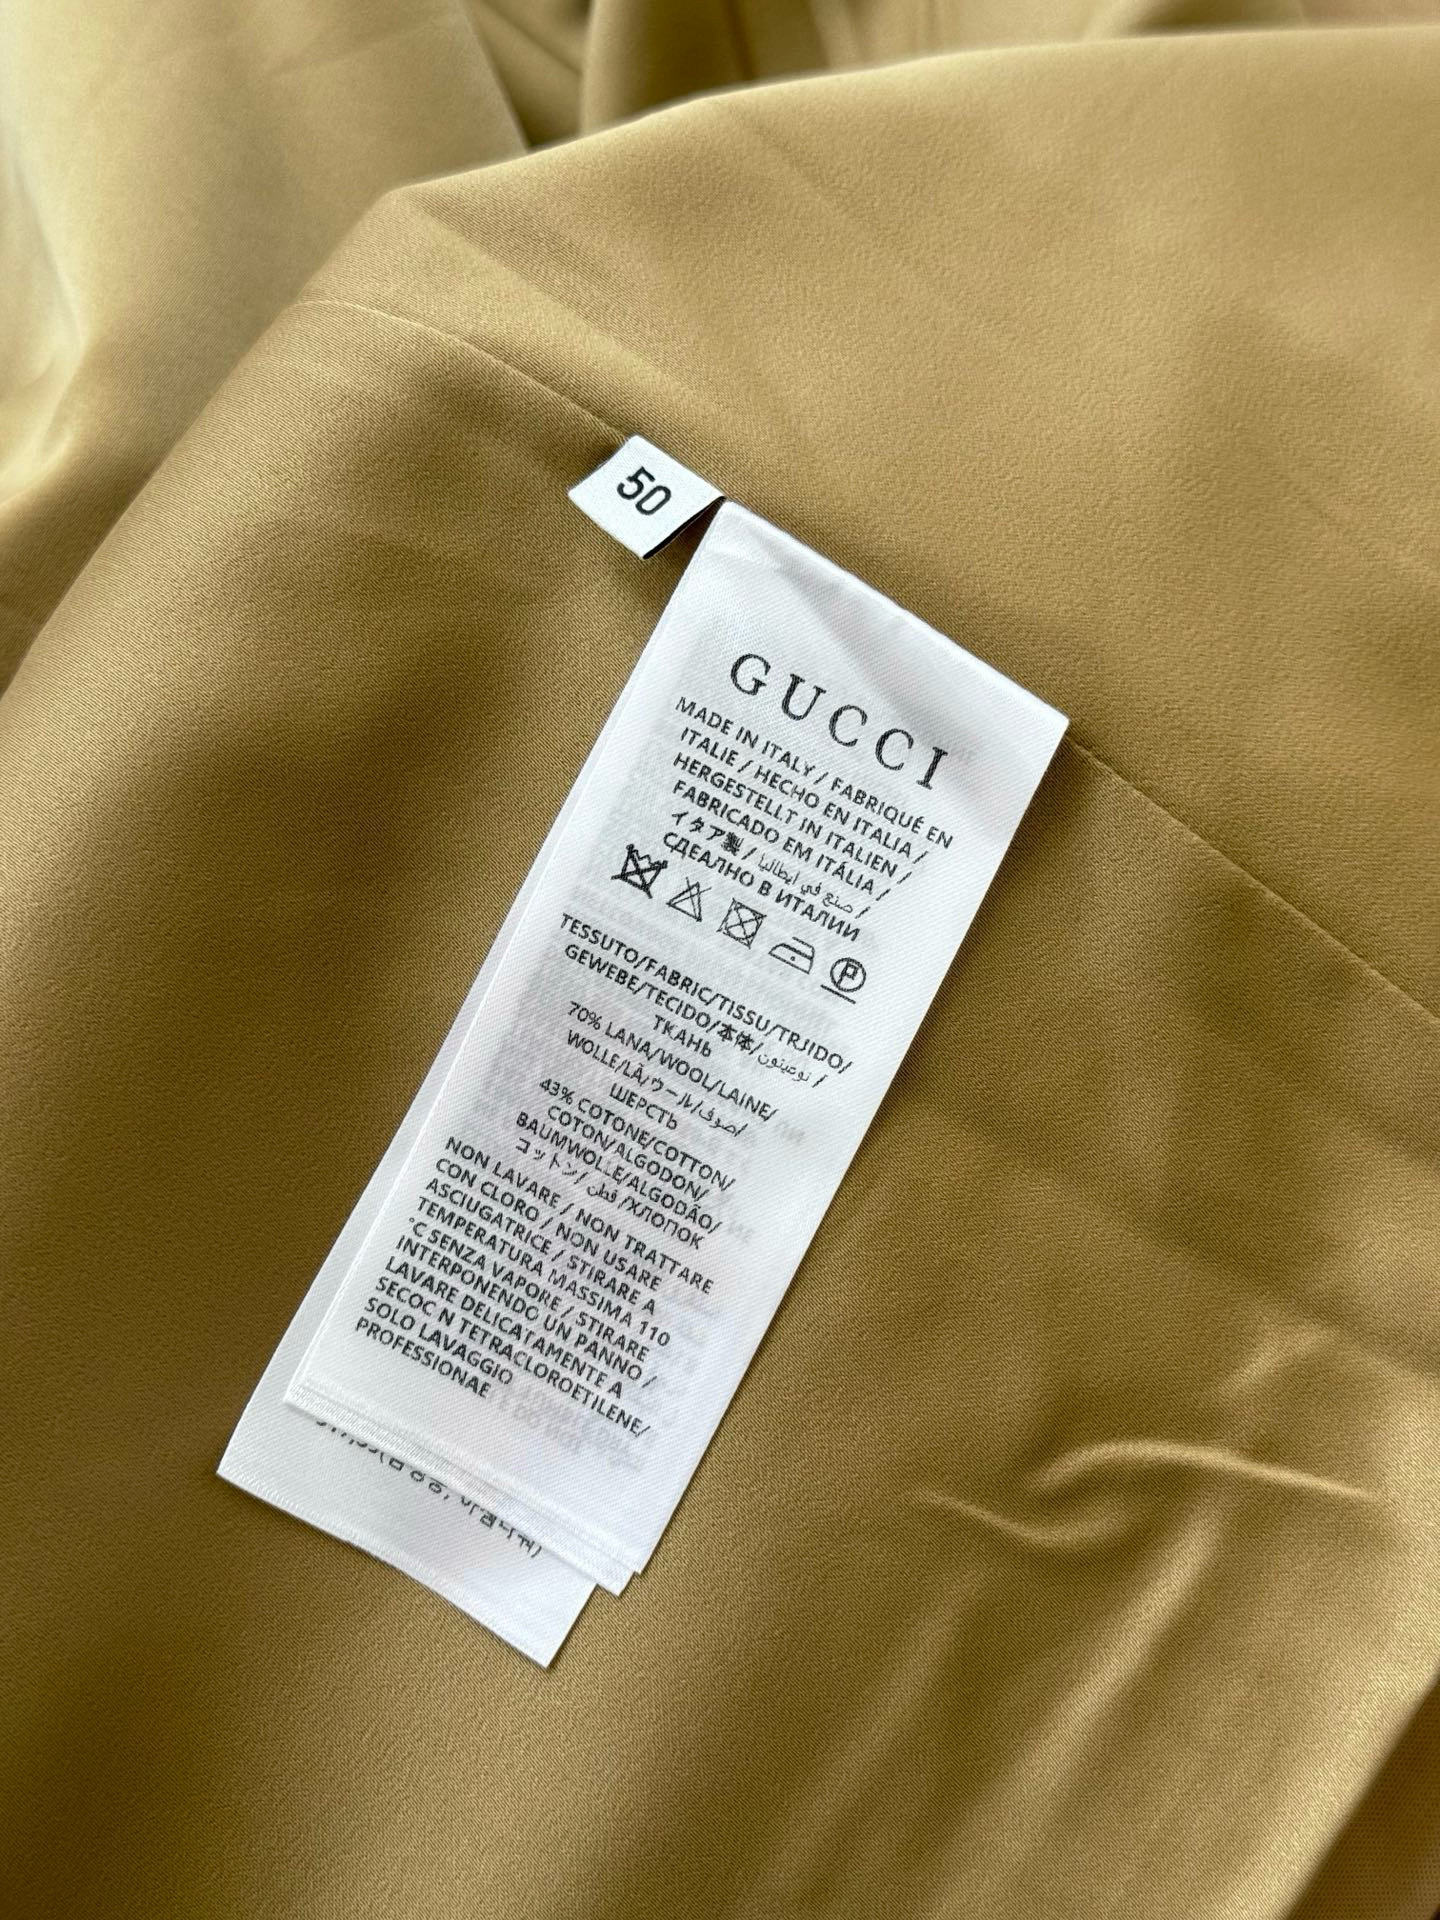 50
GUCCI
MADE IN ITALY / FABRIQUÉ EN
ITALIE / HECHO EN ITALIA /
HERGESTELLT IN ITALIEN /
FABRICADO EM ITÁLIA /
イタア製 / صنع في ايطاليا /
СДЕАЛНО В ИТАЛИИ
P
TESSUTO/FABRIC/TISSU/TRJIDO/
GEWEBE/TECIDO/本体/
ТКАНЬ
70% LANA/WOOL/LAINE/
WOLLE/LÃ/ウール/صوف/
ШЕРСТЬ
43% COTONE/COTTON/
COTON/ALGODON/
BAUMWOLLE/ALGODÃO/
コットン/قطن/ХЛОПОК
NON LAVARE / NON TRATTARE
CON CLORO / NON USARE
ASCIUGATRICE / STIRARE A
TEMPERATURA MASSIMA 110
°C SENZA VAPORE / STIRARE
INTERPONENDO UN PANNO /
LAVARE DELICATAMENTE A
SECOC N TETRACLOROETILENE/
SOLO LAVAGGIO
PROFESSIONAE